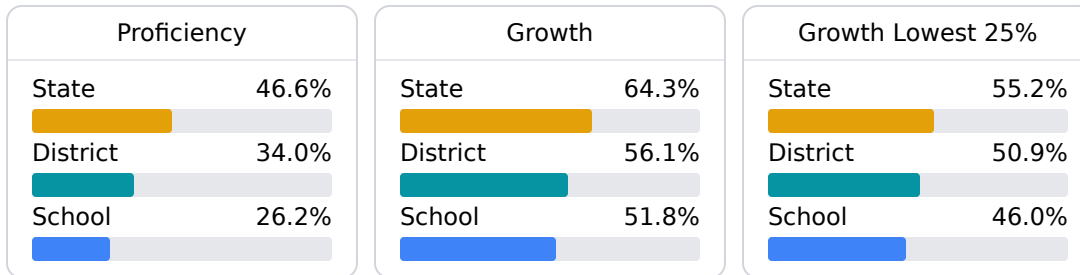 Proficiency
State 46.6%
District 34.0%
School 26.2%
Growth
State 64.3%
District 56.1%
School 51.8%
Growth Lowest 25%
State 55.2%
District 50.9%
School 46.0%